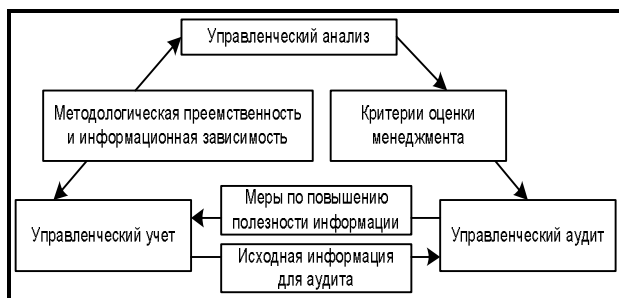 Управленческий анализ
Методологическая преемственность
и информационная зависимость
Критерии оценки
менеджмента
Меры по повышению
полезности информации
Управленческий учет
Управленческий аудит
Исходная информация
для аудита